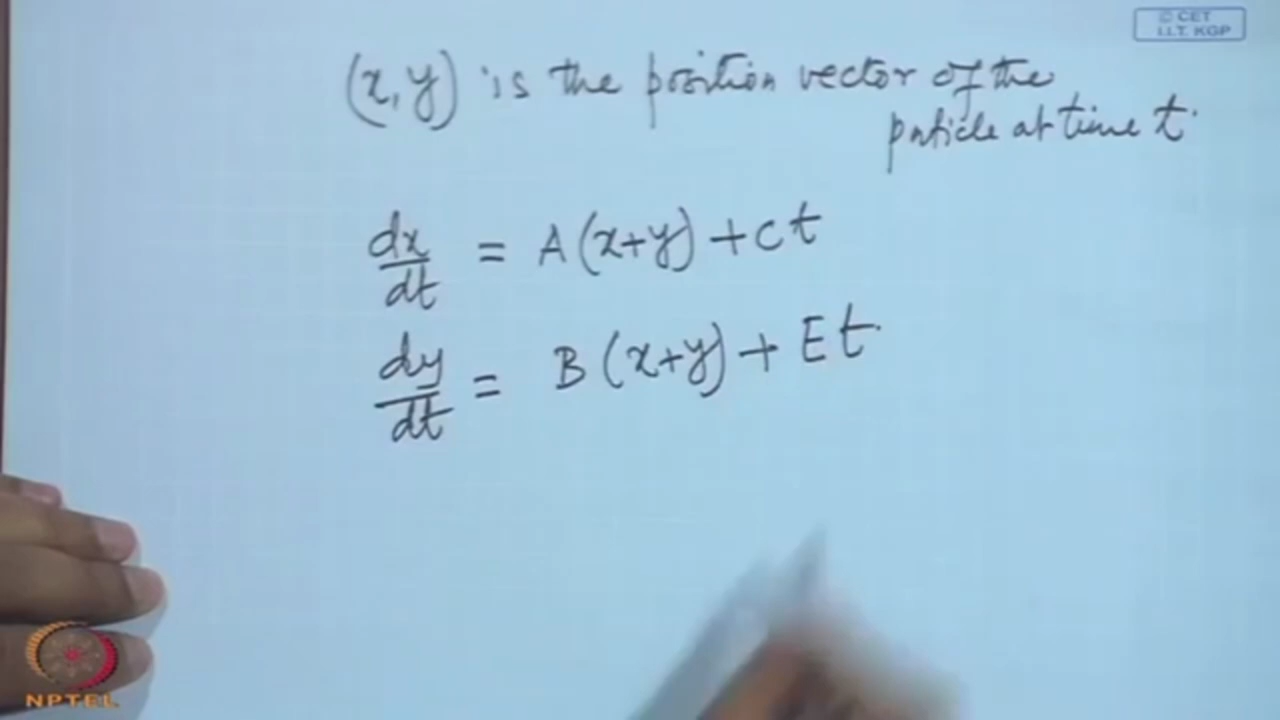 © CET
I.I.T. KGP
(x, y) is the position vector of the
particle at time t.
dx/dt = A(x+y) + Ct
dy/dt = B(x+y) + Et.
NPTEL